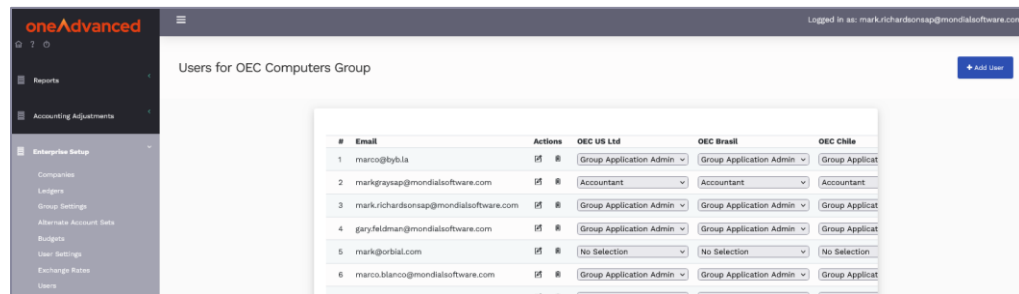 oneAdvanced
Logged in as: mark.richardsonsap@mondialsoftware.com
Reports
Accounting Adjustments
Enterprise Setup
Companies
Ledgers
Group Settings
Alternate Account Sets
Budgets
User Settings
Exchange Rates
Users
Users for OEC Computers Group
+ Add User
# Email Actions OEC US Ltd OEC Brasil OEC Chile
1 marco@byb.la Group Application Admin Group Application Admin Group Applicat
2 markgraysap@mondialsoftware.com Accountant Accountant Accountant
3 mark.richardsonsap@mondialsoftware.com Group Application Admin Group Application Admin Group Applicat
4 gary.feldman@mondialsoftware.com Group Application Admin Group Application Admin Group Applicat
5 mark@orbial.com No Selection No Selection No Selection
6 marco.blanco@mondialsoftware.com Group Application Admin Group Application Admin Group Applicat